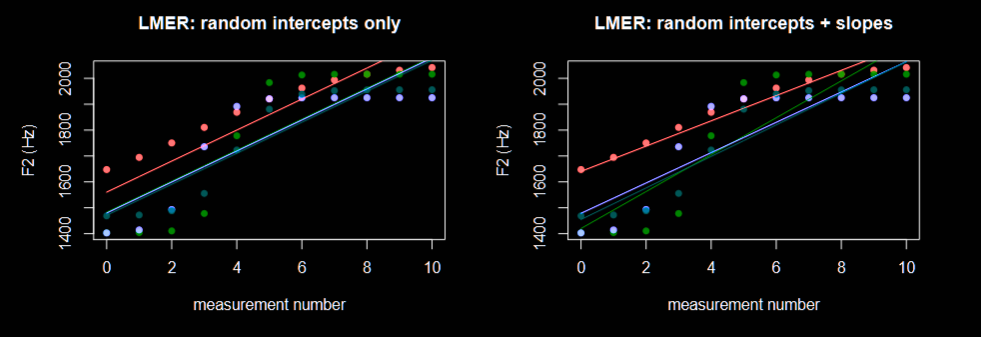 LMER: random intercepts only
F2 (Hz)
2000
1800
1600
1400
0 2 4 6 8 10
measurement number
LMER: random intercepts + slopes
F2 (Hz)
2000
1800
1600
1400
0 2 4 6 8 10
measurement number